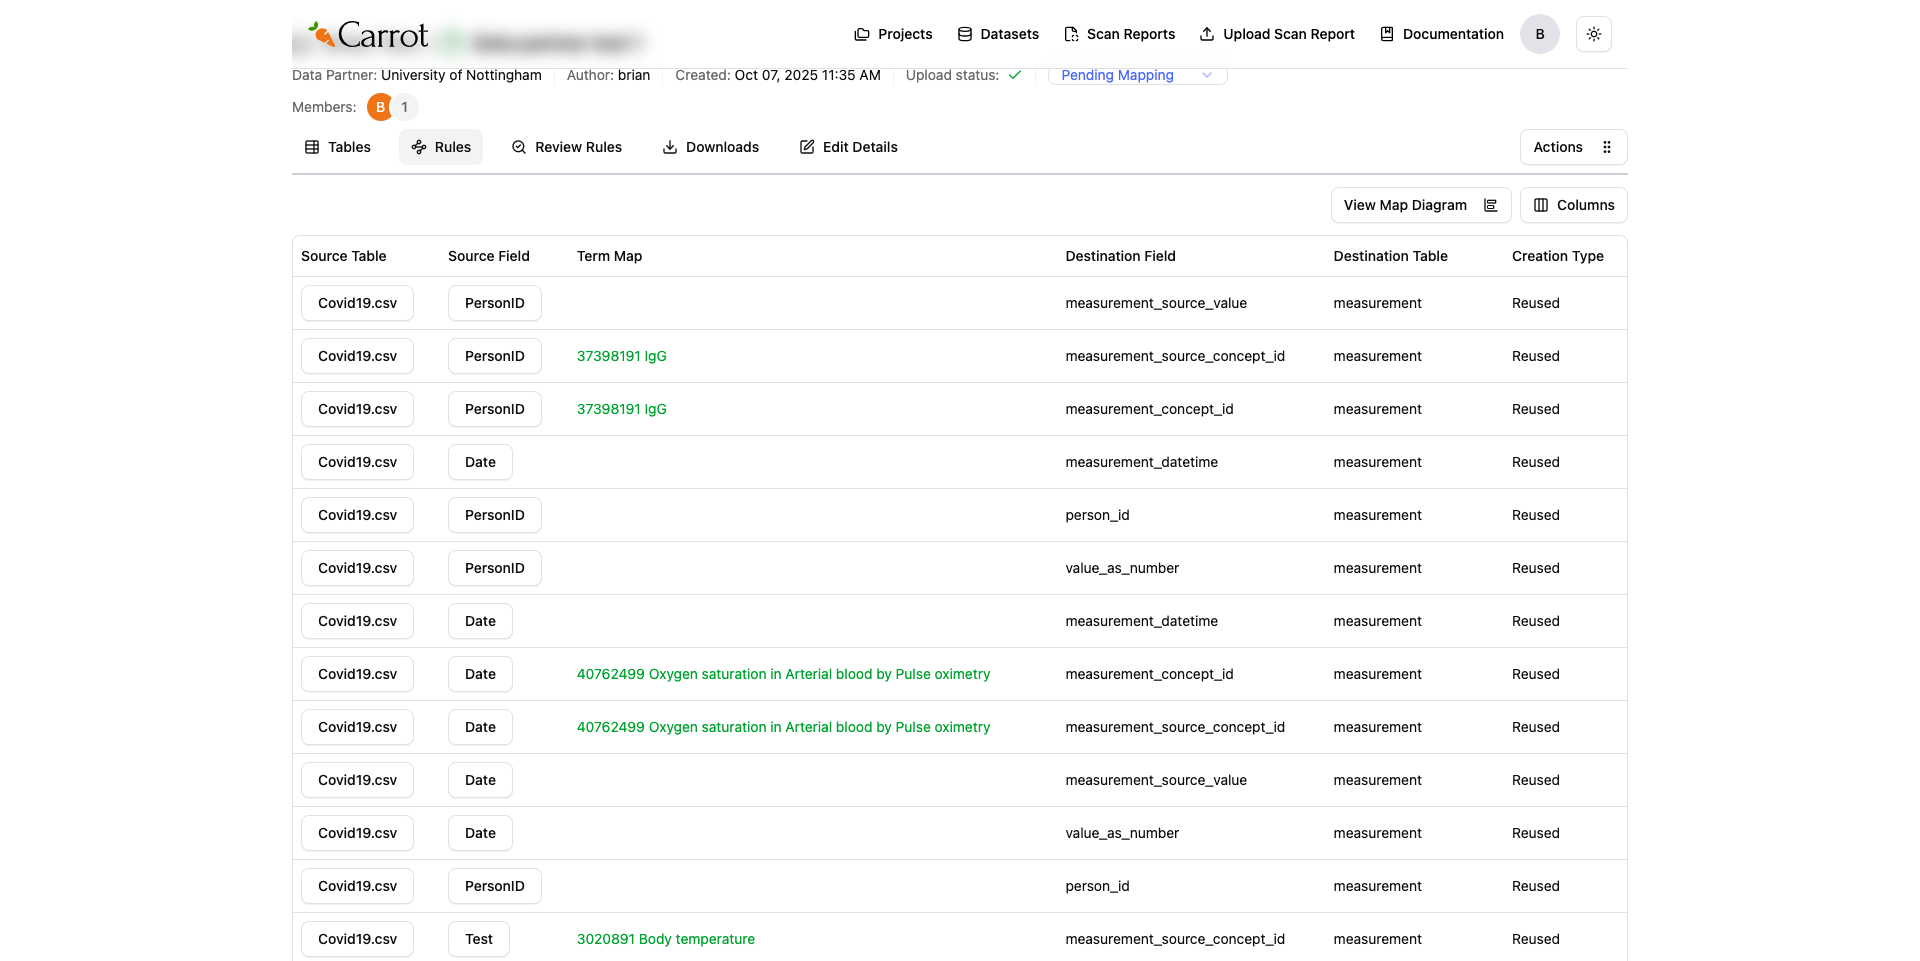 Carrot
Projects Datasets Scan Reports Upload Scan Report Documentation B
Data Partner: University of Nottingham Author: brian Created: Oct 07, 2025 11:35 AM Upload status: Pending Mapping
Members: B 1
Tables Rules Review Rules Downloads Edit Details Actions
View Map Diagram Columns
Source Table Source Field Term Map Destination Field Destination Table Creation Type
Covid19.csv PersonID measurement_source_value measurement Reused
Covid19.csv PersonID 37398191 IgG measurement_source_concept_id measurement Reused
Covid19.csv PersonID 37398191 IgG measurement_concept_id measurement Reused
Covid19.csv Date measurement_datetime measurement Reused
Covid19.csv PersonID person_id measurement Reused
Covid19.csv PersonID value_as_number measurement Reused
Covid19.csv Date measurement_datetime measurement Reused
Covid19.csv Date 40762499 Oxygen saturation in Arterial blood by Pulse oximetry measurement_concept_id measurement Reused
Covid19.csv Date 40762499 Oxygen saturation in Arterial blood by Pulse oximetry measurement_source_concept_id measurement Reused
Covid19.csv Date measurement_source_value measurement Reused
Covid19.csv Date value_as_number measurement Reused
Covid19.csv PersonID person_id measurement Reused
Covid19.csv Test 3020891 Body temperature measurement_source_concept_id measurement Reused